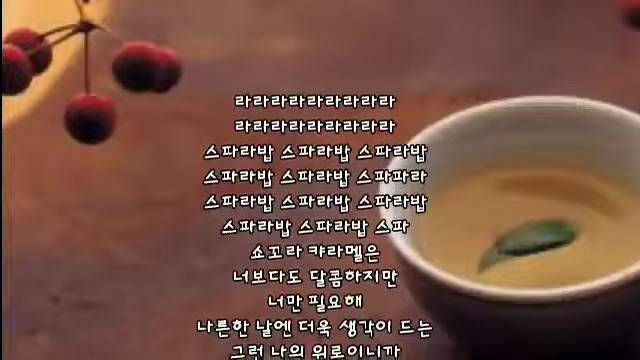 라라라라라라라라라
라라라라라라라라라
스파라밥 스파라밥 스파라밥
스파라밥 스파라밥 스파파라
스파라밥 스파라밥 스파라밥
스파라밥 스파라밥 스파
쇼꼬라 캬라멜은
너보다도 달콤하지만
너만 필요해
나른한 날엔 더욱 생각이 드는
그런 나의 위로이니까